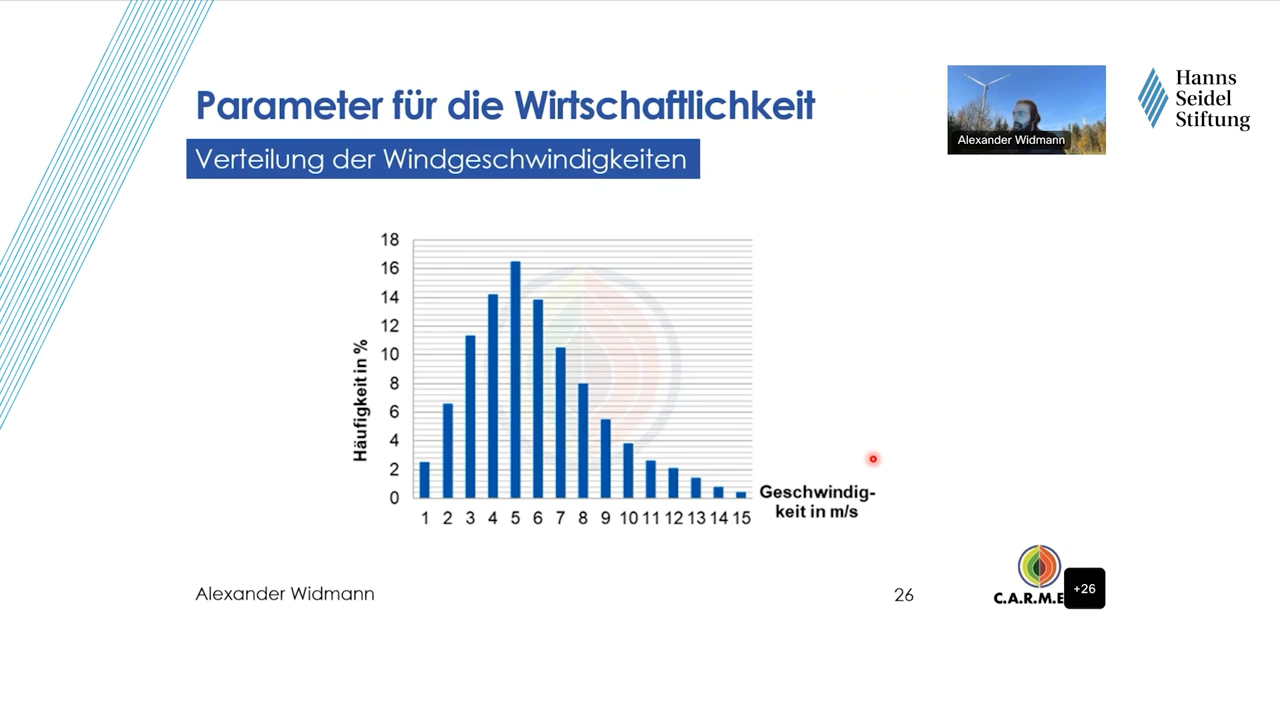 Parameter für die Wirtschaftlichkeit
Verteilung der Windgeschwindigkeiten
Alexander Widmann
Hanns
Seidel
Stiftung
Häufigkeit in %
18
16
14
12
10
8
6
4
2
0
1 2 3 4 5 6 7 8 9 10 11 12 13 14 15
Geschwindig-
keit in m/s
Alexander Widmann
26
C.A.R.M.E
+26